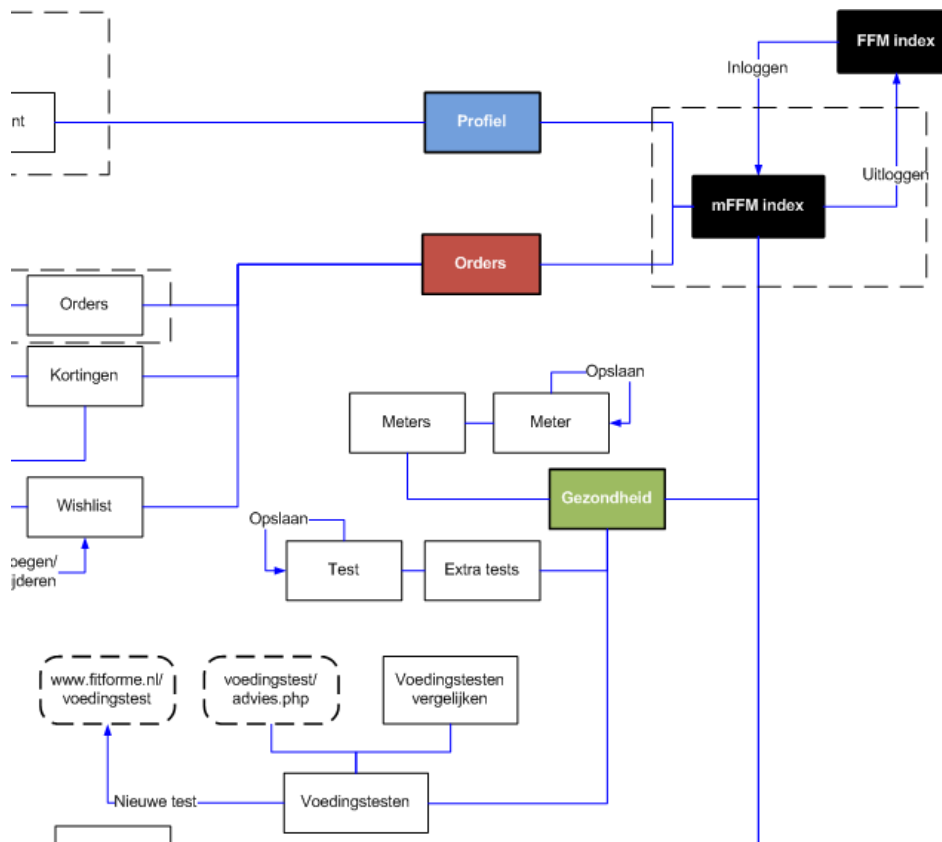 FFM index
Inloggen
nt
Profiel
Uitloggen
mFFM index
Orders
Orders
Kortingen
Opslaan
Meters
Meter
Gezondheid
Wishlist
Opslaan
oegen/
ijderen
Test
Extra tests
www.fitforme.nl/
voedingstest
voedingstest/
advies.php
Voedingstesten
vergelijken
Nieuwe test
Voedingstesten